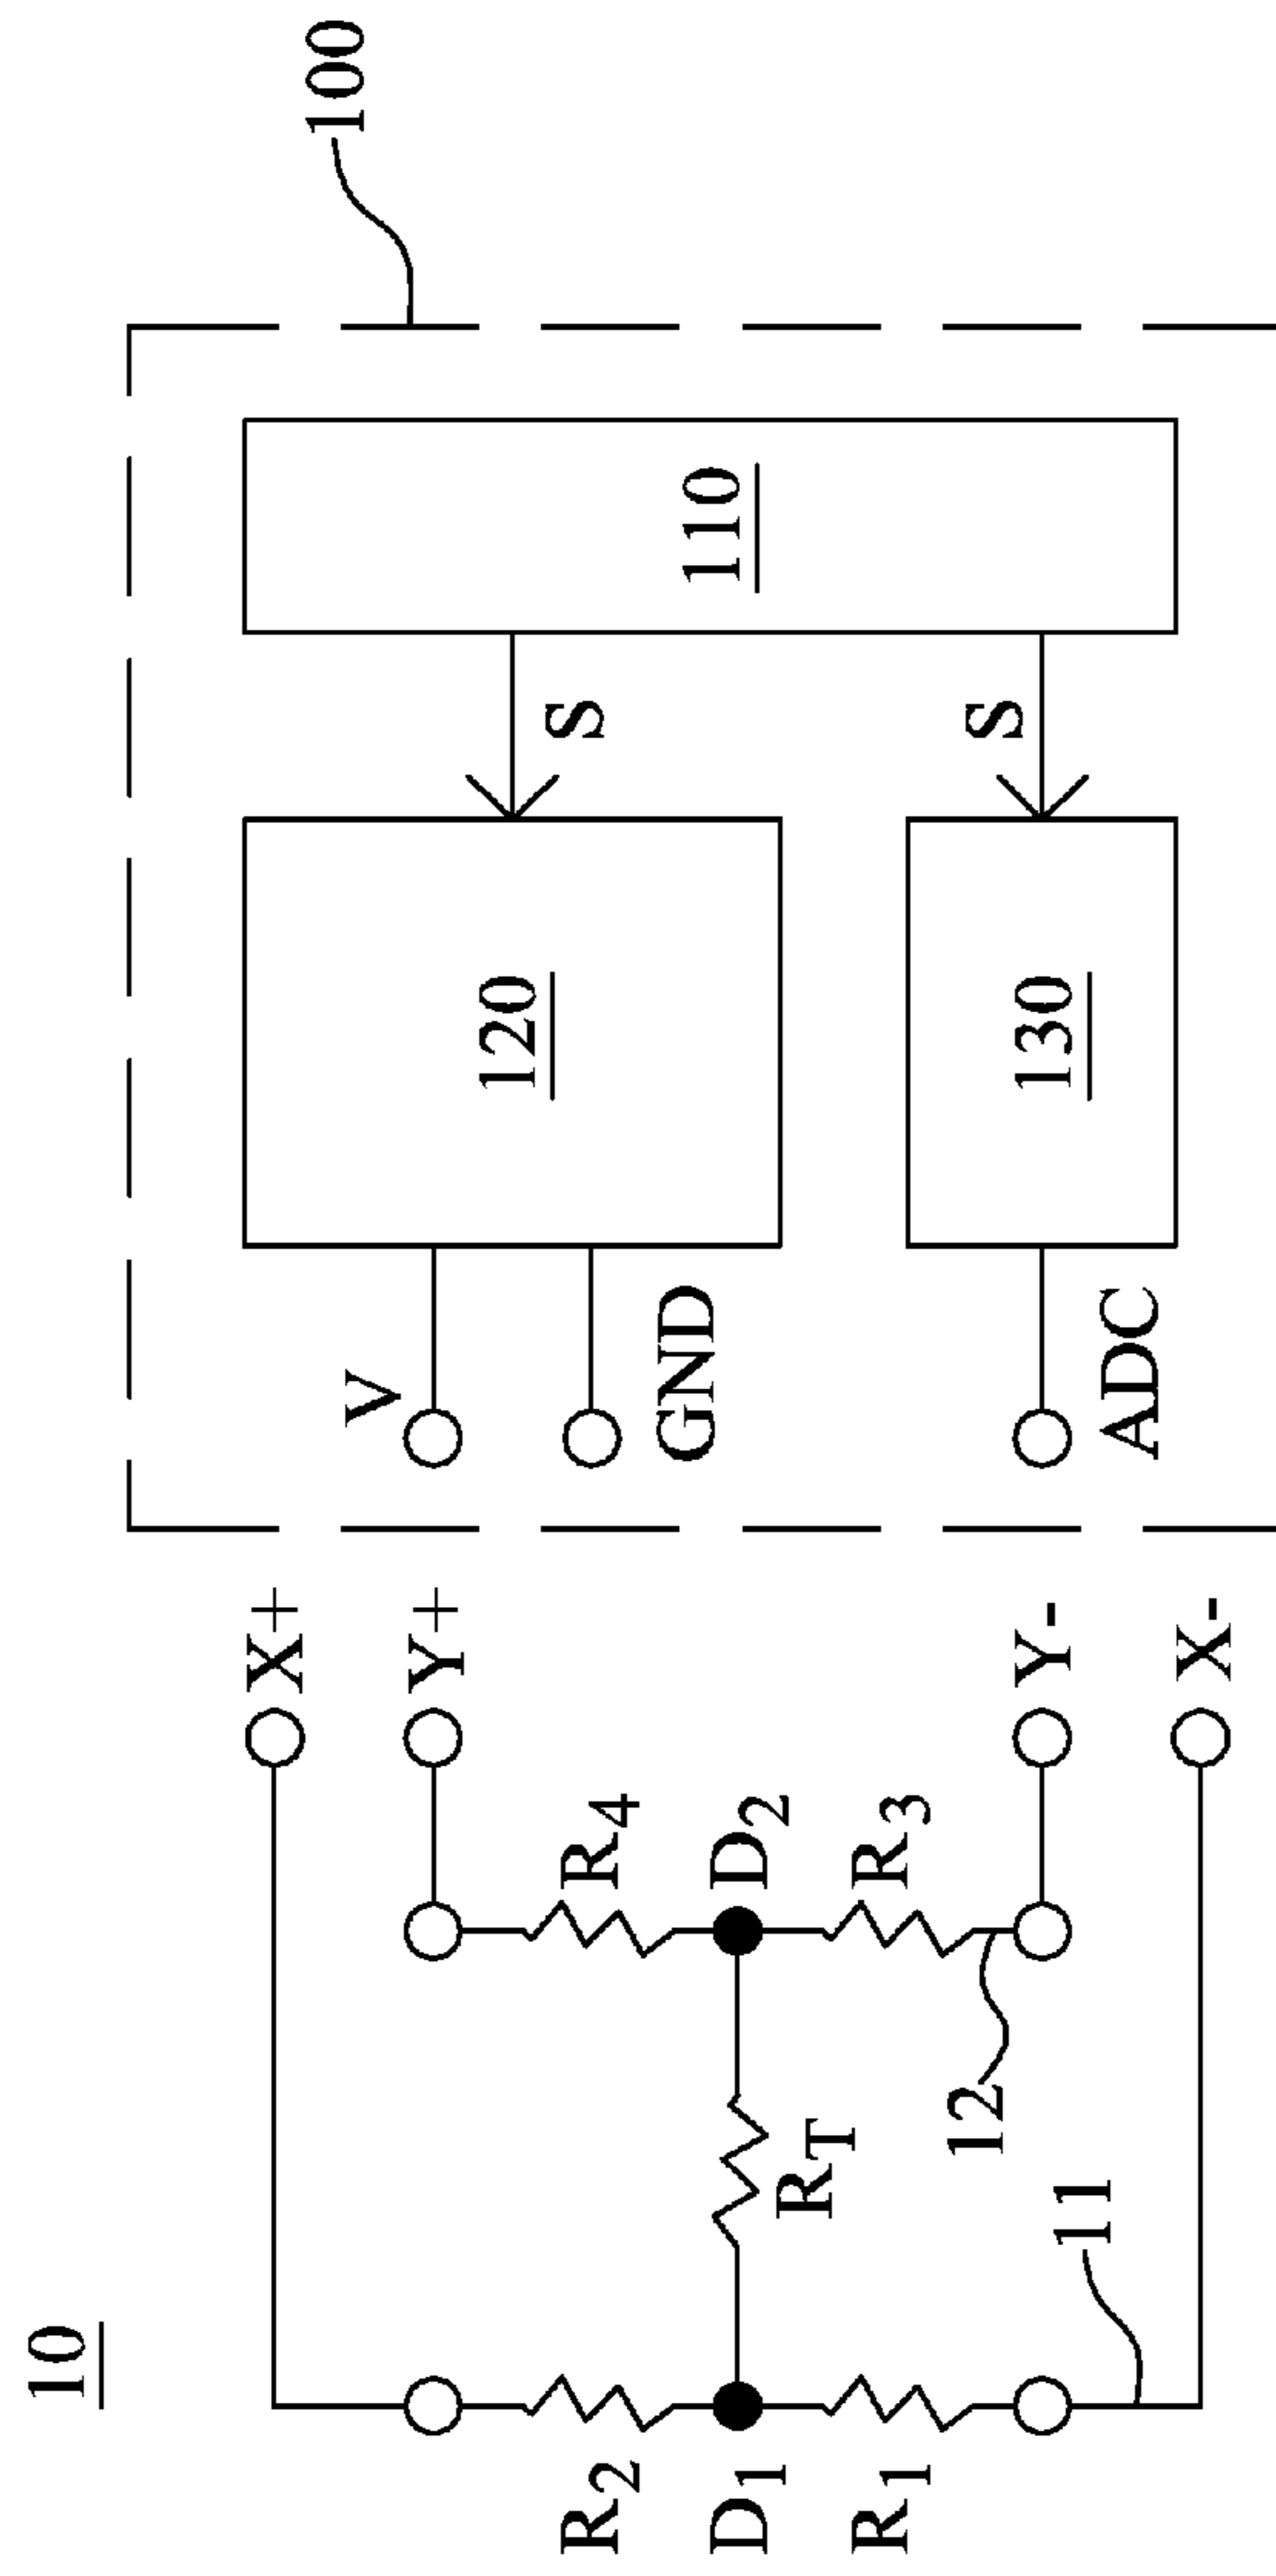 10
100
X+
Y+
V
GND
120
S
110
R2
R4
D1
D2
RT
R1
R3
12
11
Y-
X-
ADC
130
S